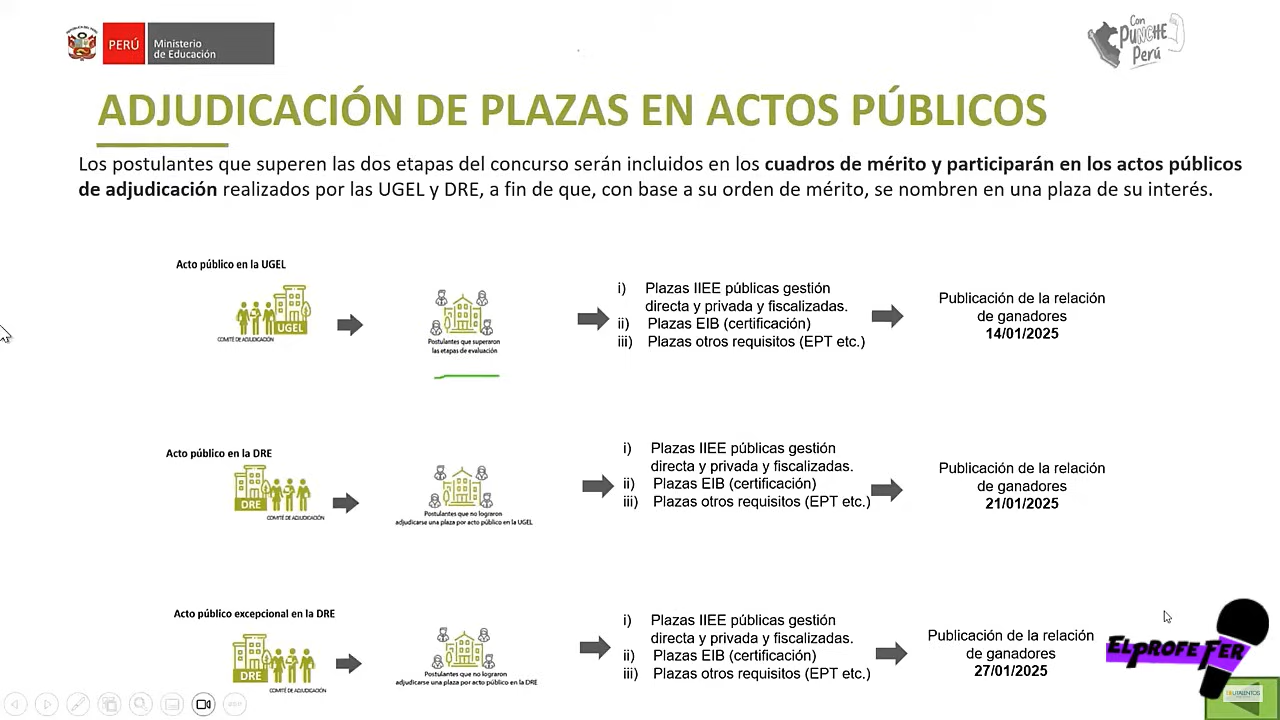 PERÚ
Ministerio
de Educación
Con
PUNCHE
Perú
ADJUDICACIÓN DE PLAZAS EN ACTOS PÚBLICOS
Los postulantes que superen las dos etapas del concurso serán incluidos en los cuadros de mérito y participarán en los actos públicos
de adjudicación realizados por las UGEL y DRE, a fin de que, con base a su orden de mérito, se nombren en una plaza de su interés.
Acto público en la UGEL
UGEL
COMITÉ DE ADJUDICACIÓN
Postulantes que superaron
las etapas de evaluación
i) Plazas IIEE públicas gestión
directa y privada y fiscalizadas.
ii) Plazas EIB (certificación)
iii) Plazas otros requisitos (EPT etc.)
Publicación de la relación
de ganadores
14/01/2025
Acto público en la DRE
DRE
COMITÉ DE ADJUDICACIÓN
Postulantes que no lograron
adjudicarse una plaza por acto público en la UGEL
i) Plazas IIEE públicas gestión
directa y privada y fiscalizadas.
ii) Plazas EIB (certificación)
iii) Plazas otros requisitos (EPT etc.)
Publicación de la relación
de ganadores
21/01/2025
Acto público excepcional en la DRE
DRE
COMITÉ DE ADJUDICACIÓN
Postulantes que no lograron
adjudicarse una plaza por acto público en la DRE
i) Plazas IIEE públicas gestión
directa y privada y fiscalizadas.
ii) Plazas EIB (certificación)
iii) Plazas otros requisitos (EPT etc.)
Publicación de la relación
de ganadores
27/01/2025
EL PROFE FER